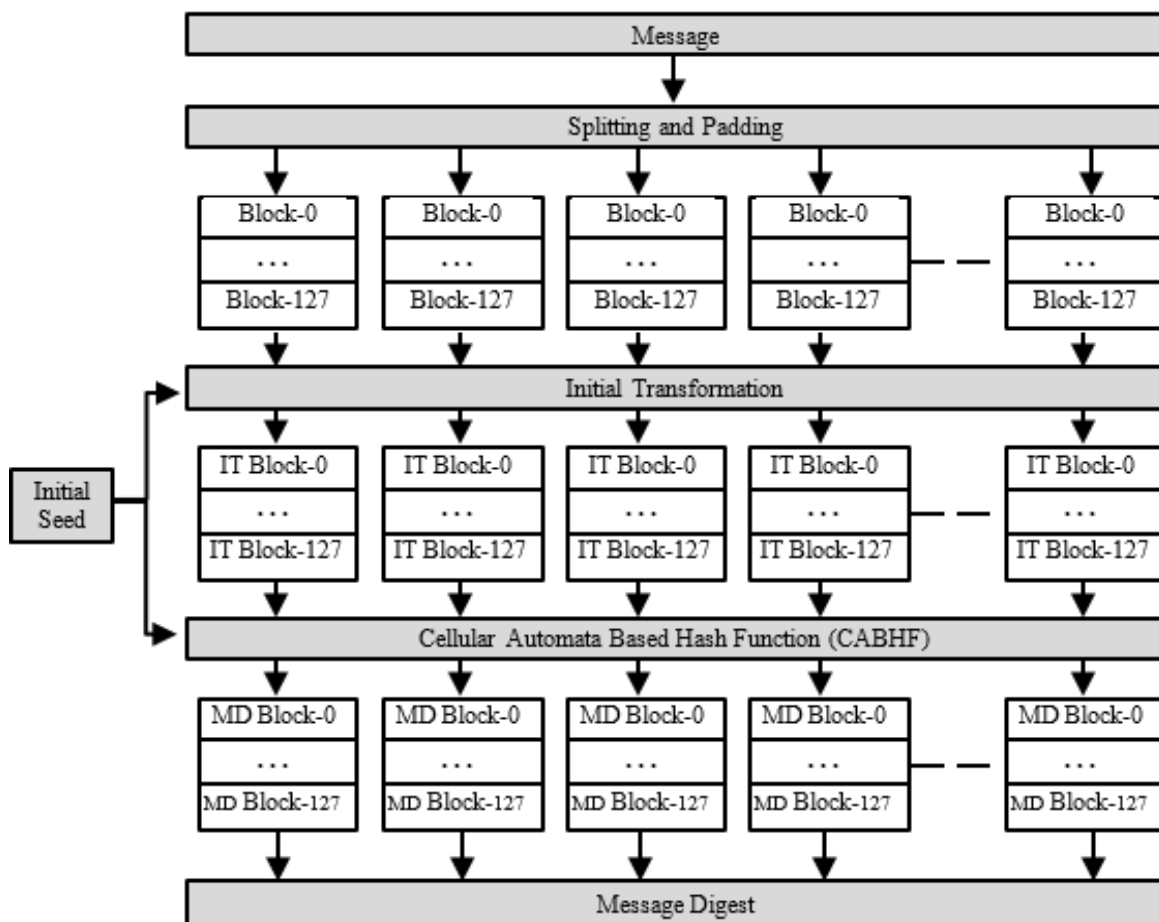 Message
Splitting and Padding
Block-0 Block-0 Block-0 Block-0 Block-0
... ... ... ... ...
Block-127 Block-127 Block-127 Block-127 Block-127
Initial Transformation
IT Block-0 IT Block-0 IT Block-0 IT Block-0 IT Block-0
Initial
Seed
... ... ... ... ...
IT Block-127 IT Block-127 IT Block-127 IT Block-127 IT Block-127
Cellular Automata Based Hash Function (CABHF)
MD Block-0 MD Block-0 MD Block-0 MD Block-0 MD Block-0
... ... ... ... ...
MD Block-127 MD Block-127 MD Block-127 MD Block-127 MD Block-127
Message Digest